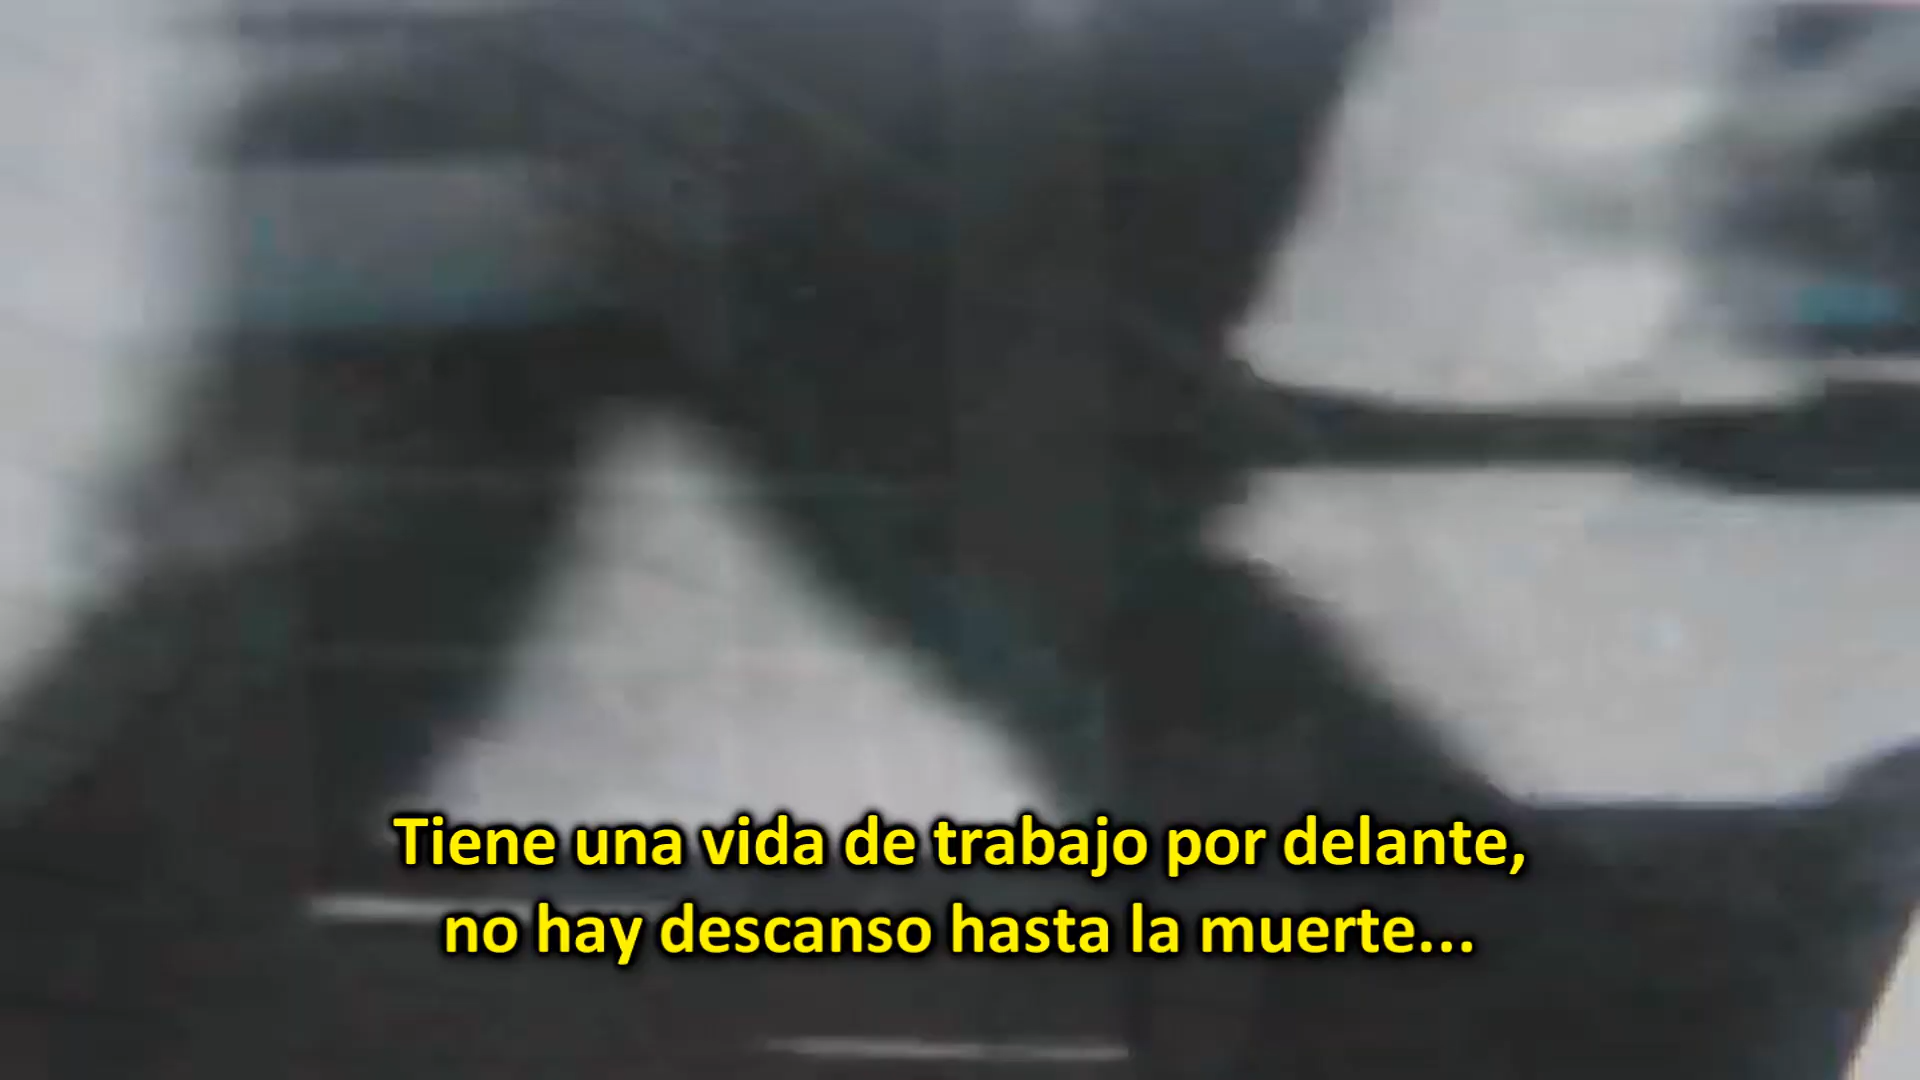 Tiene una vida de trabajo por delante,
no hay descanso hasta la muerte...